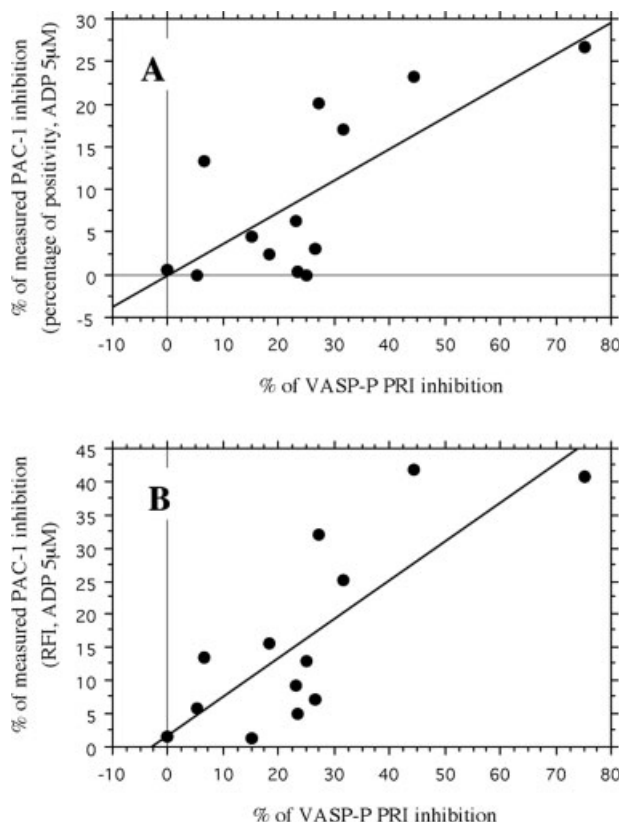 30
25
20
15
10
5
0
-5
A
% of measured PAC-1 inhibition
(percentage of positivity, ADP 5µM)
-10 0 10 20 30 40 50 60 70 80
% of VASP-P PRI inhibition
45
40
35
30
25
20
15
10
5
0
B
% of measured PAC-1 inhibition
(RFI, ADP 5µM)
-10 0 10 20 30 40 50 60 70 80
% of VASP-P PRI inhibition